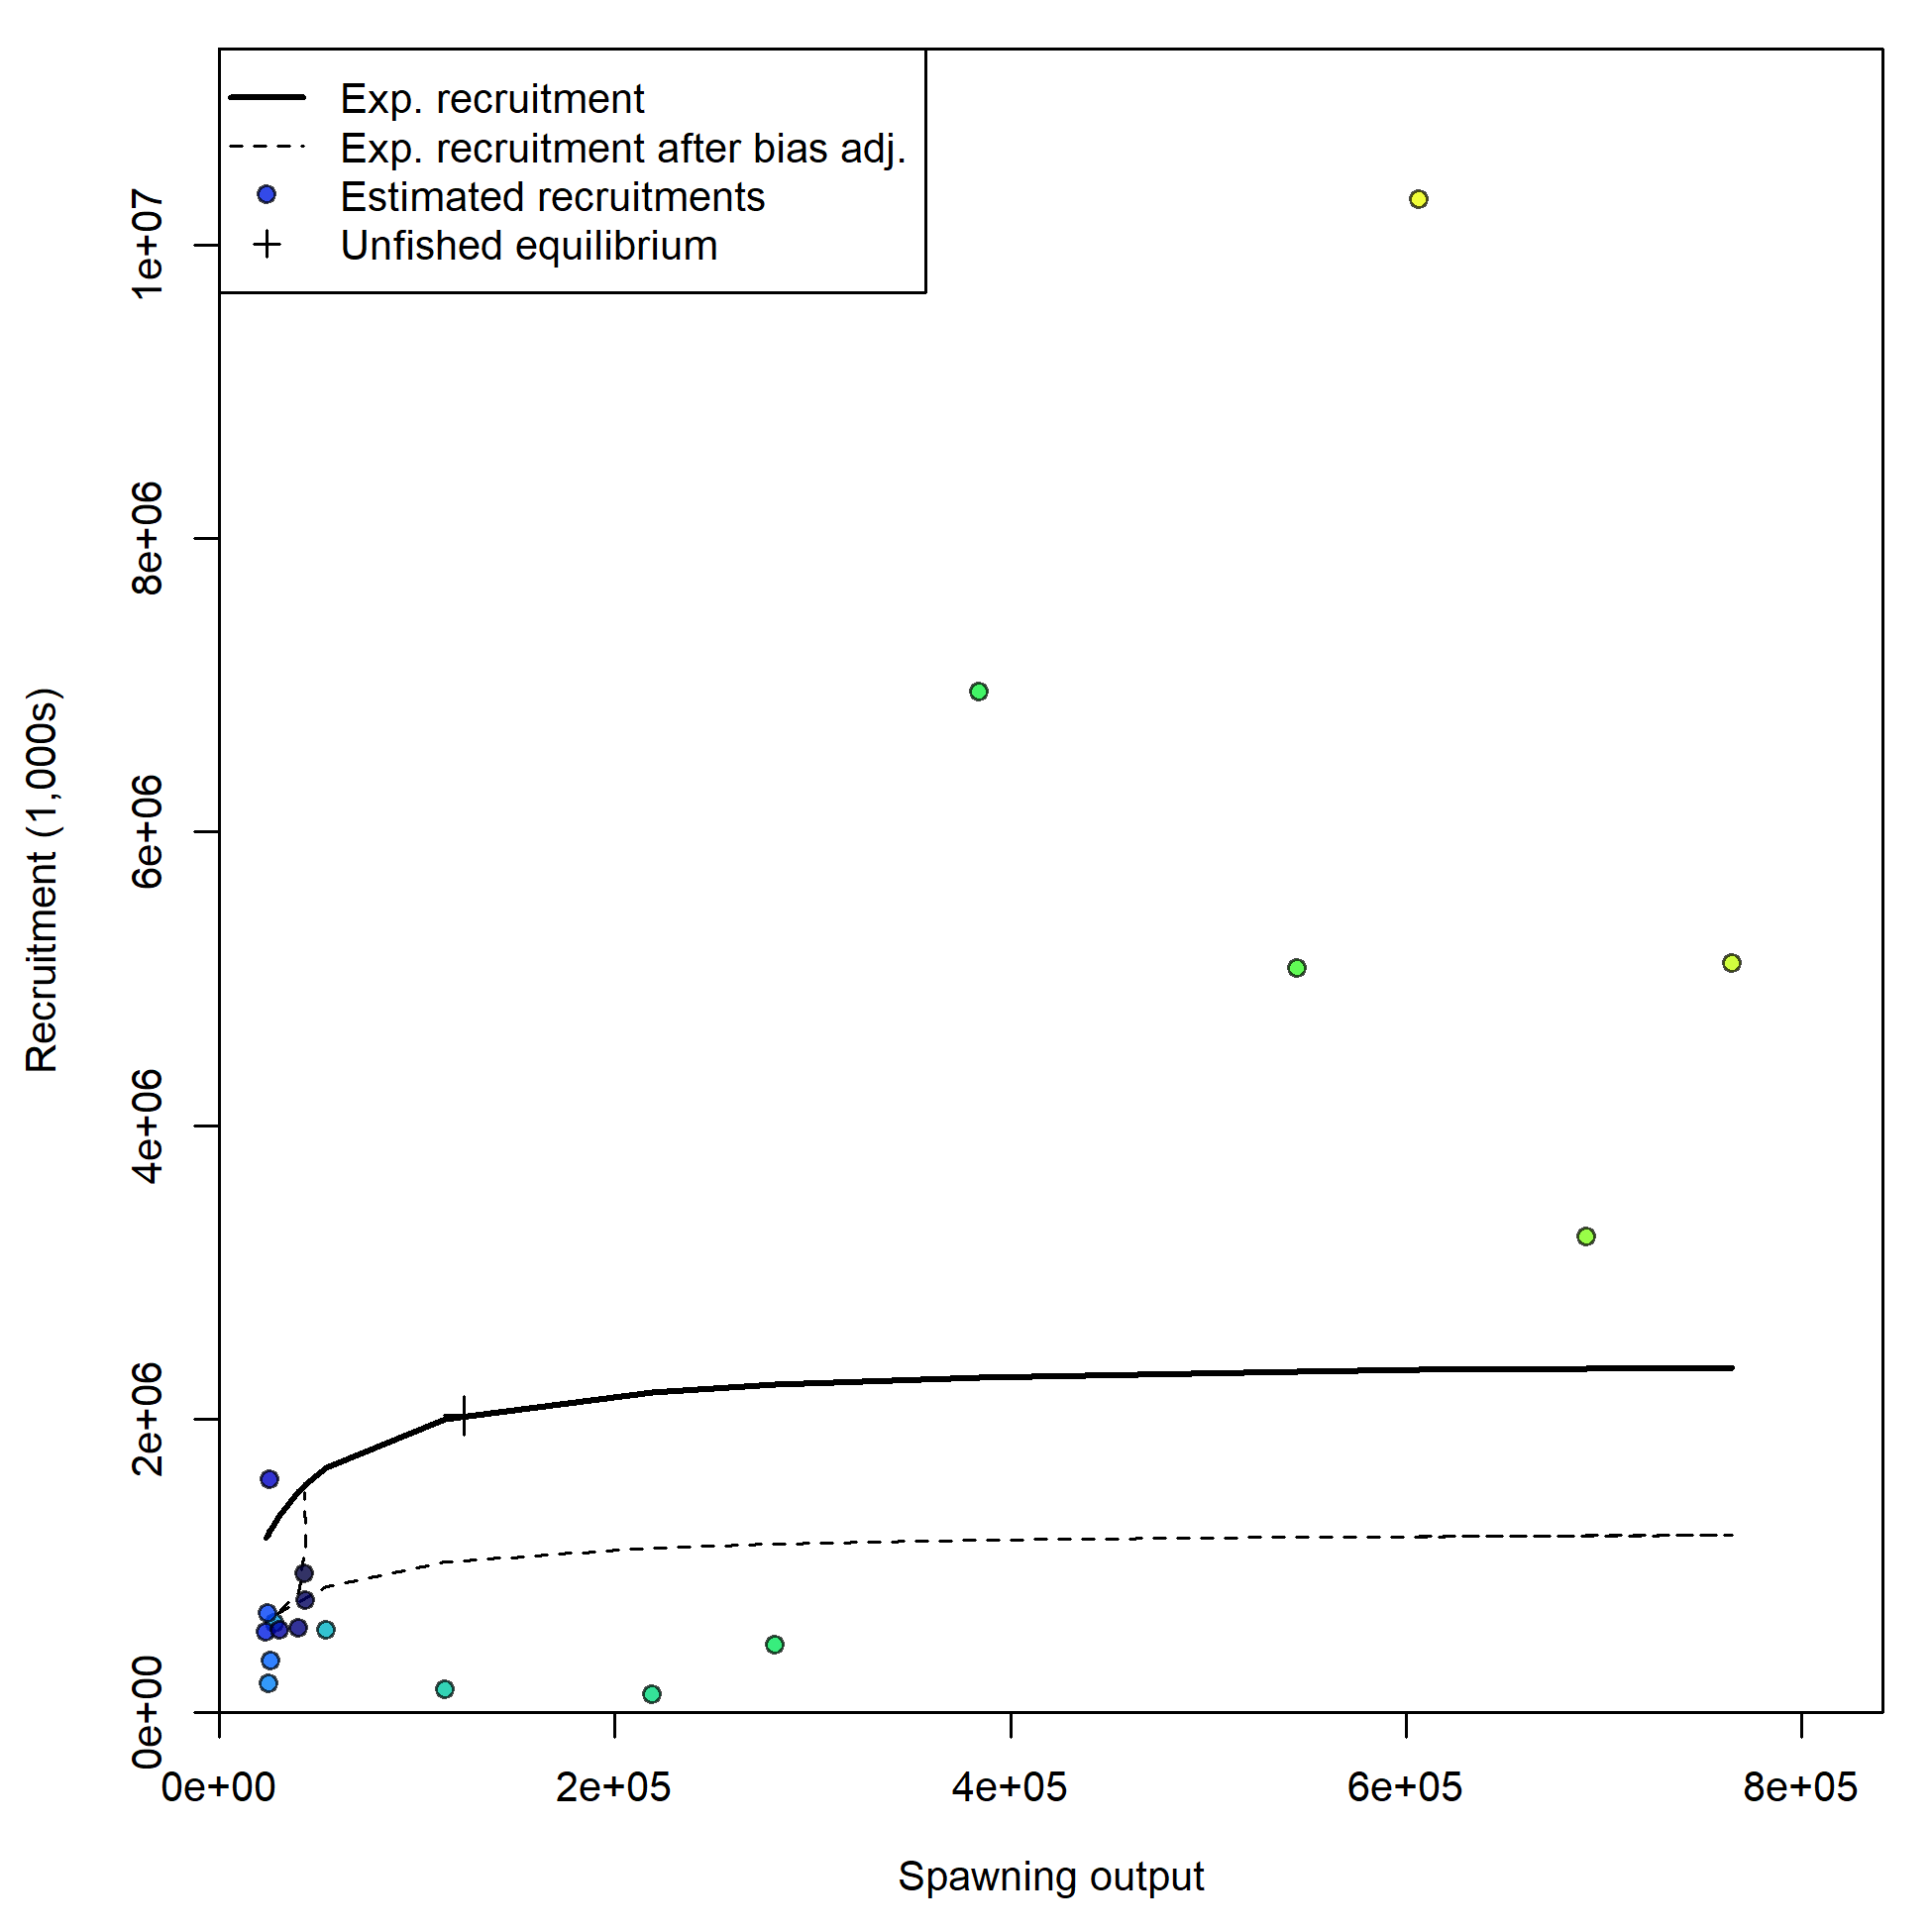 Exp. recruitment
Exp. recruitment after bias adj.
Estimated recruitments
Unfished equilibrium
1e+07
8e+06
6e+06
4e+06
2e+06
0e+00
Recruitment (1,000s)
0e+00 2e+05 4e+05 6e+05 8e+05
Spawning output